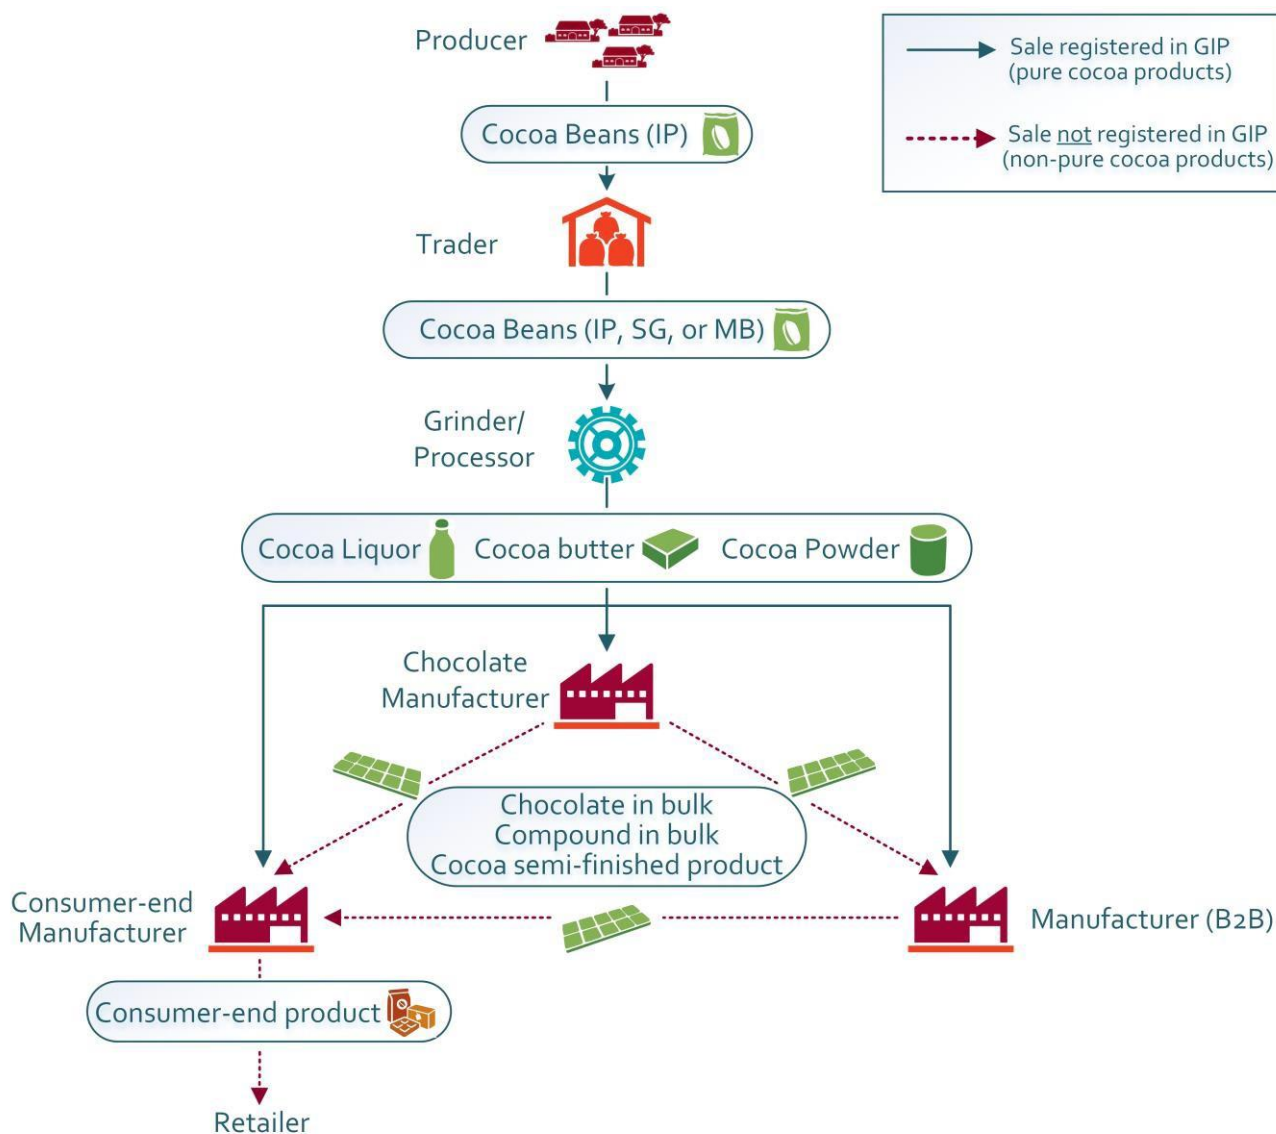 Producer
Sale registered in GIP
(pure cocoa products)
Sale not registered in GIP
(non-pure cocoa products)
Cocoa Beans (IP)
Trader
Cocoa Beans (IP, SG, or MB)
Grinder/
Processor
Cocoa Liquor
Cocoa butter
Cocoa Powder
Chocolate
Manufacturer
Chocolate in bulk
Compound in bulk
Cocoa semi-finished product
Consumer-end
Manufacturer
Manufacturer (B2B)
Consumer-end product
Retailer